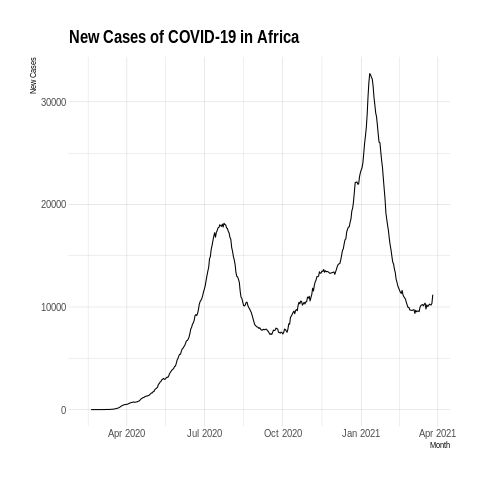 New Cases of COVID-19 in Africa
New Cases
30000
20000
10000
0
Apr 2020 Jul 2020 Oct 2020 Jan 2021 Apr 2021
Month